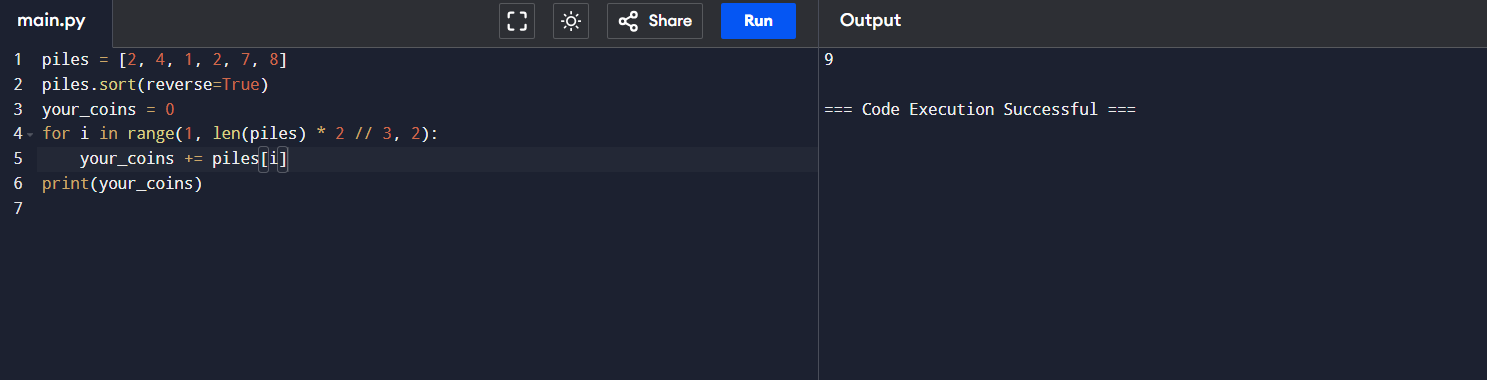 main.py Share Run Output
1 piles = [2, 4, 1, 2, 7, 8] 9
2 piles.sort(reverse=True)
3 your_coins = 0 === Code Execution Successful ===
4 for i in range(1, len(piles) * 2 // 3, 2):
5     your_coins += piles[i]
6 print(your_coins)
7